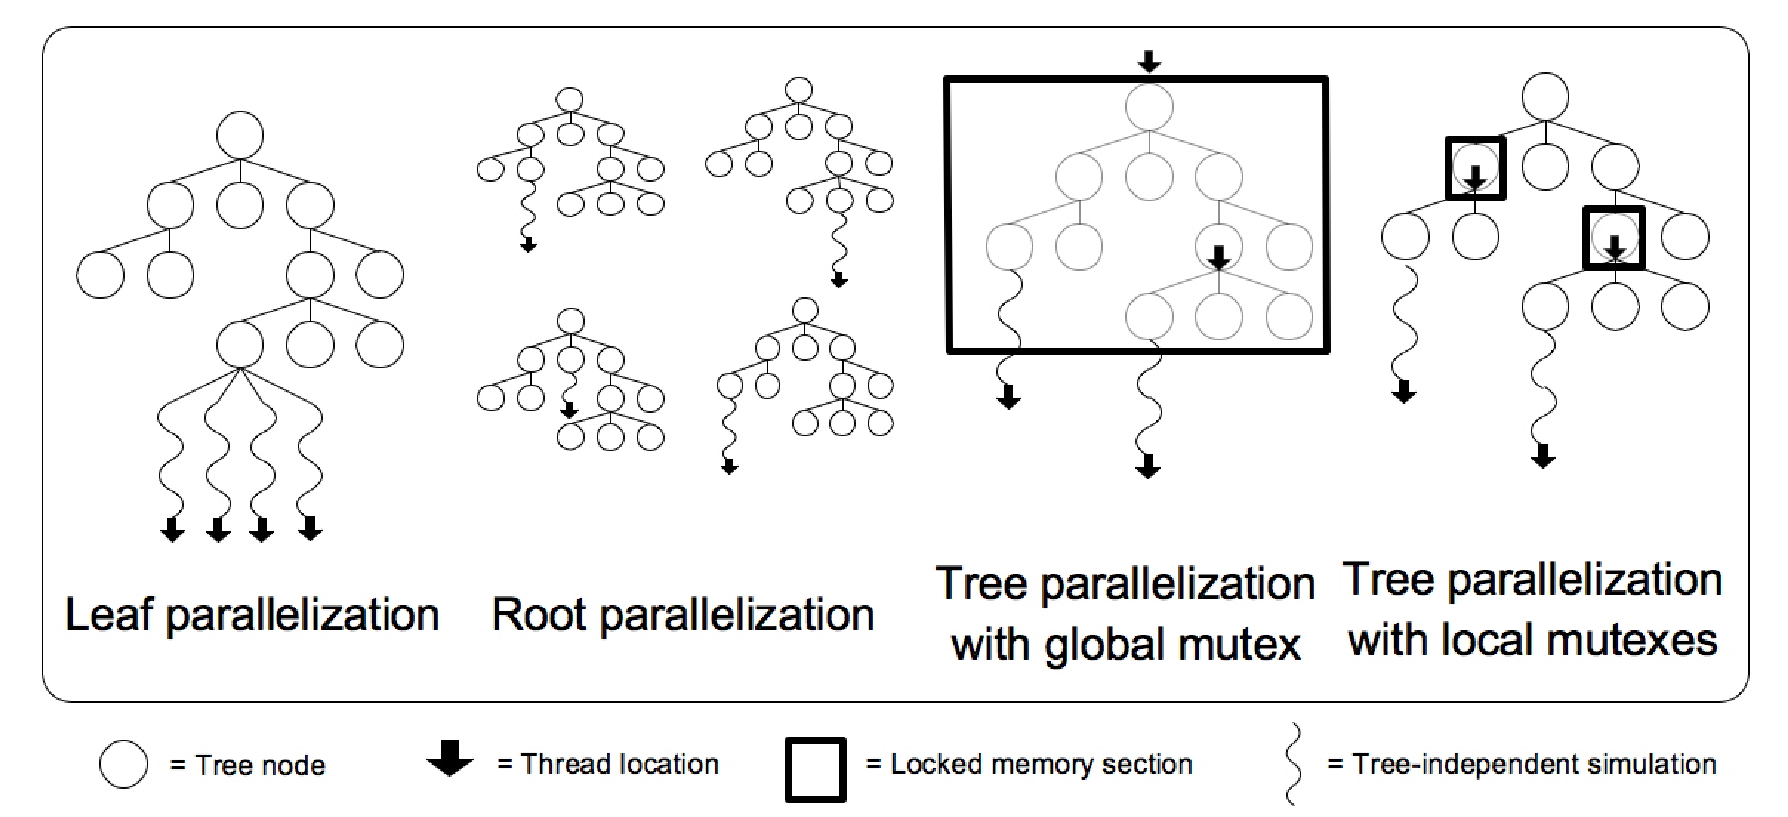 Leaf parallelization
Root parallelization
Tree parallelization
with global mutex
Tree parallelization
with local mutexes
= Tree node
= Thread location
= Locked memory section
= Tree-independent simulation